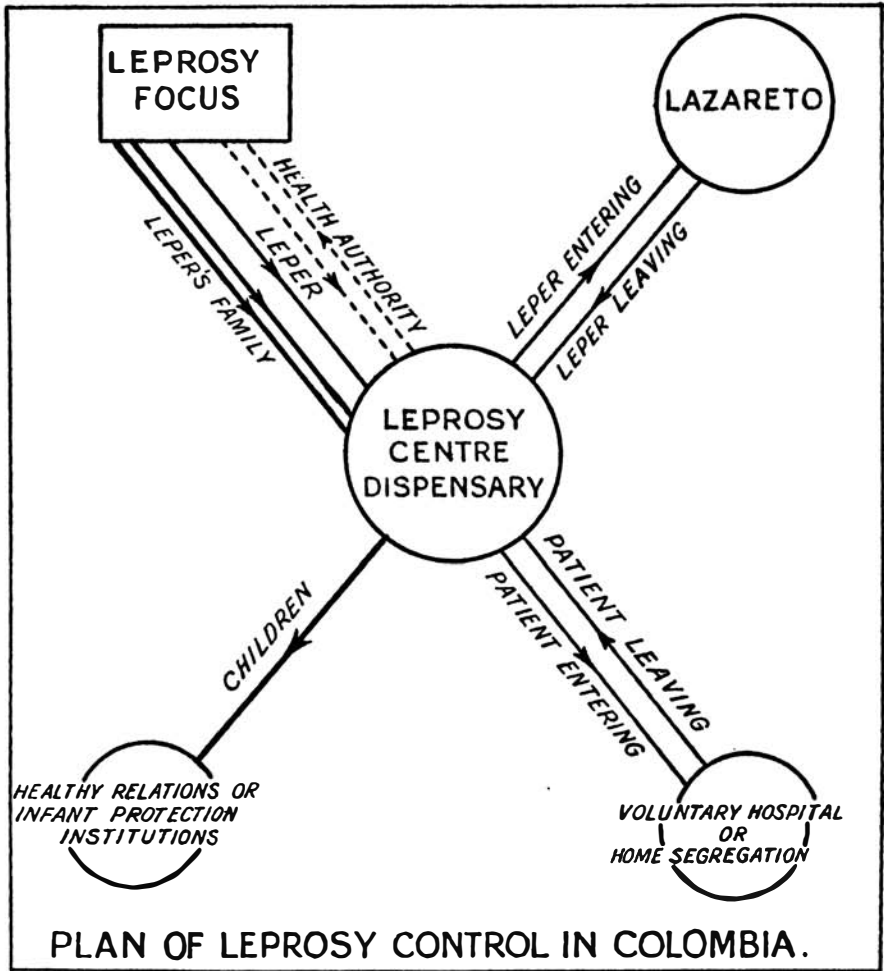 LEPROSY
FOCUS
LAZARETO
HEALTH AUTHORITY
LEPER
LEPER'S FAMILY
LEPER ENTERING
LEPER LEAVING
LEPROSY
CENTRE
DISPENSARY
CHILDREN
PATIENT ENTERING
PATIENT LEAVING
HEALTHY RELATIONS OR
INFANT PROTECTION
INSTITUTIONS
VOLUNTARY HOSPITAL
OR
HOME SEGREGATION
PLAN OF LEPROSY CONTROL IN COLOMBIA.